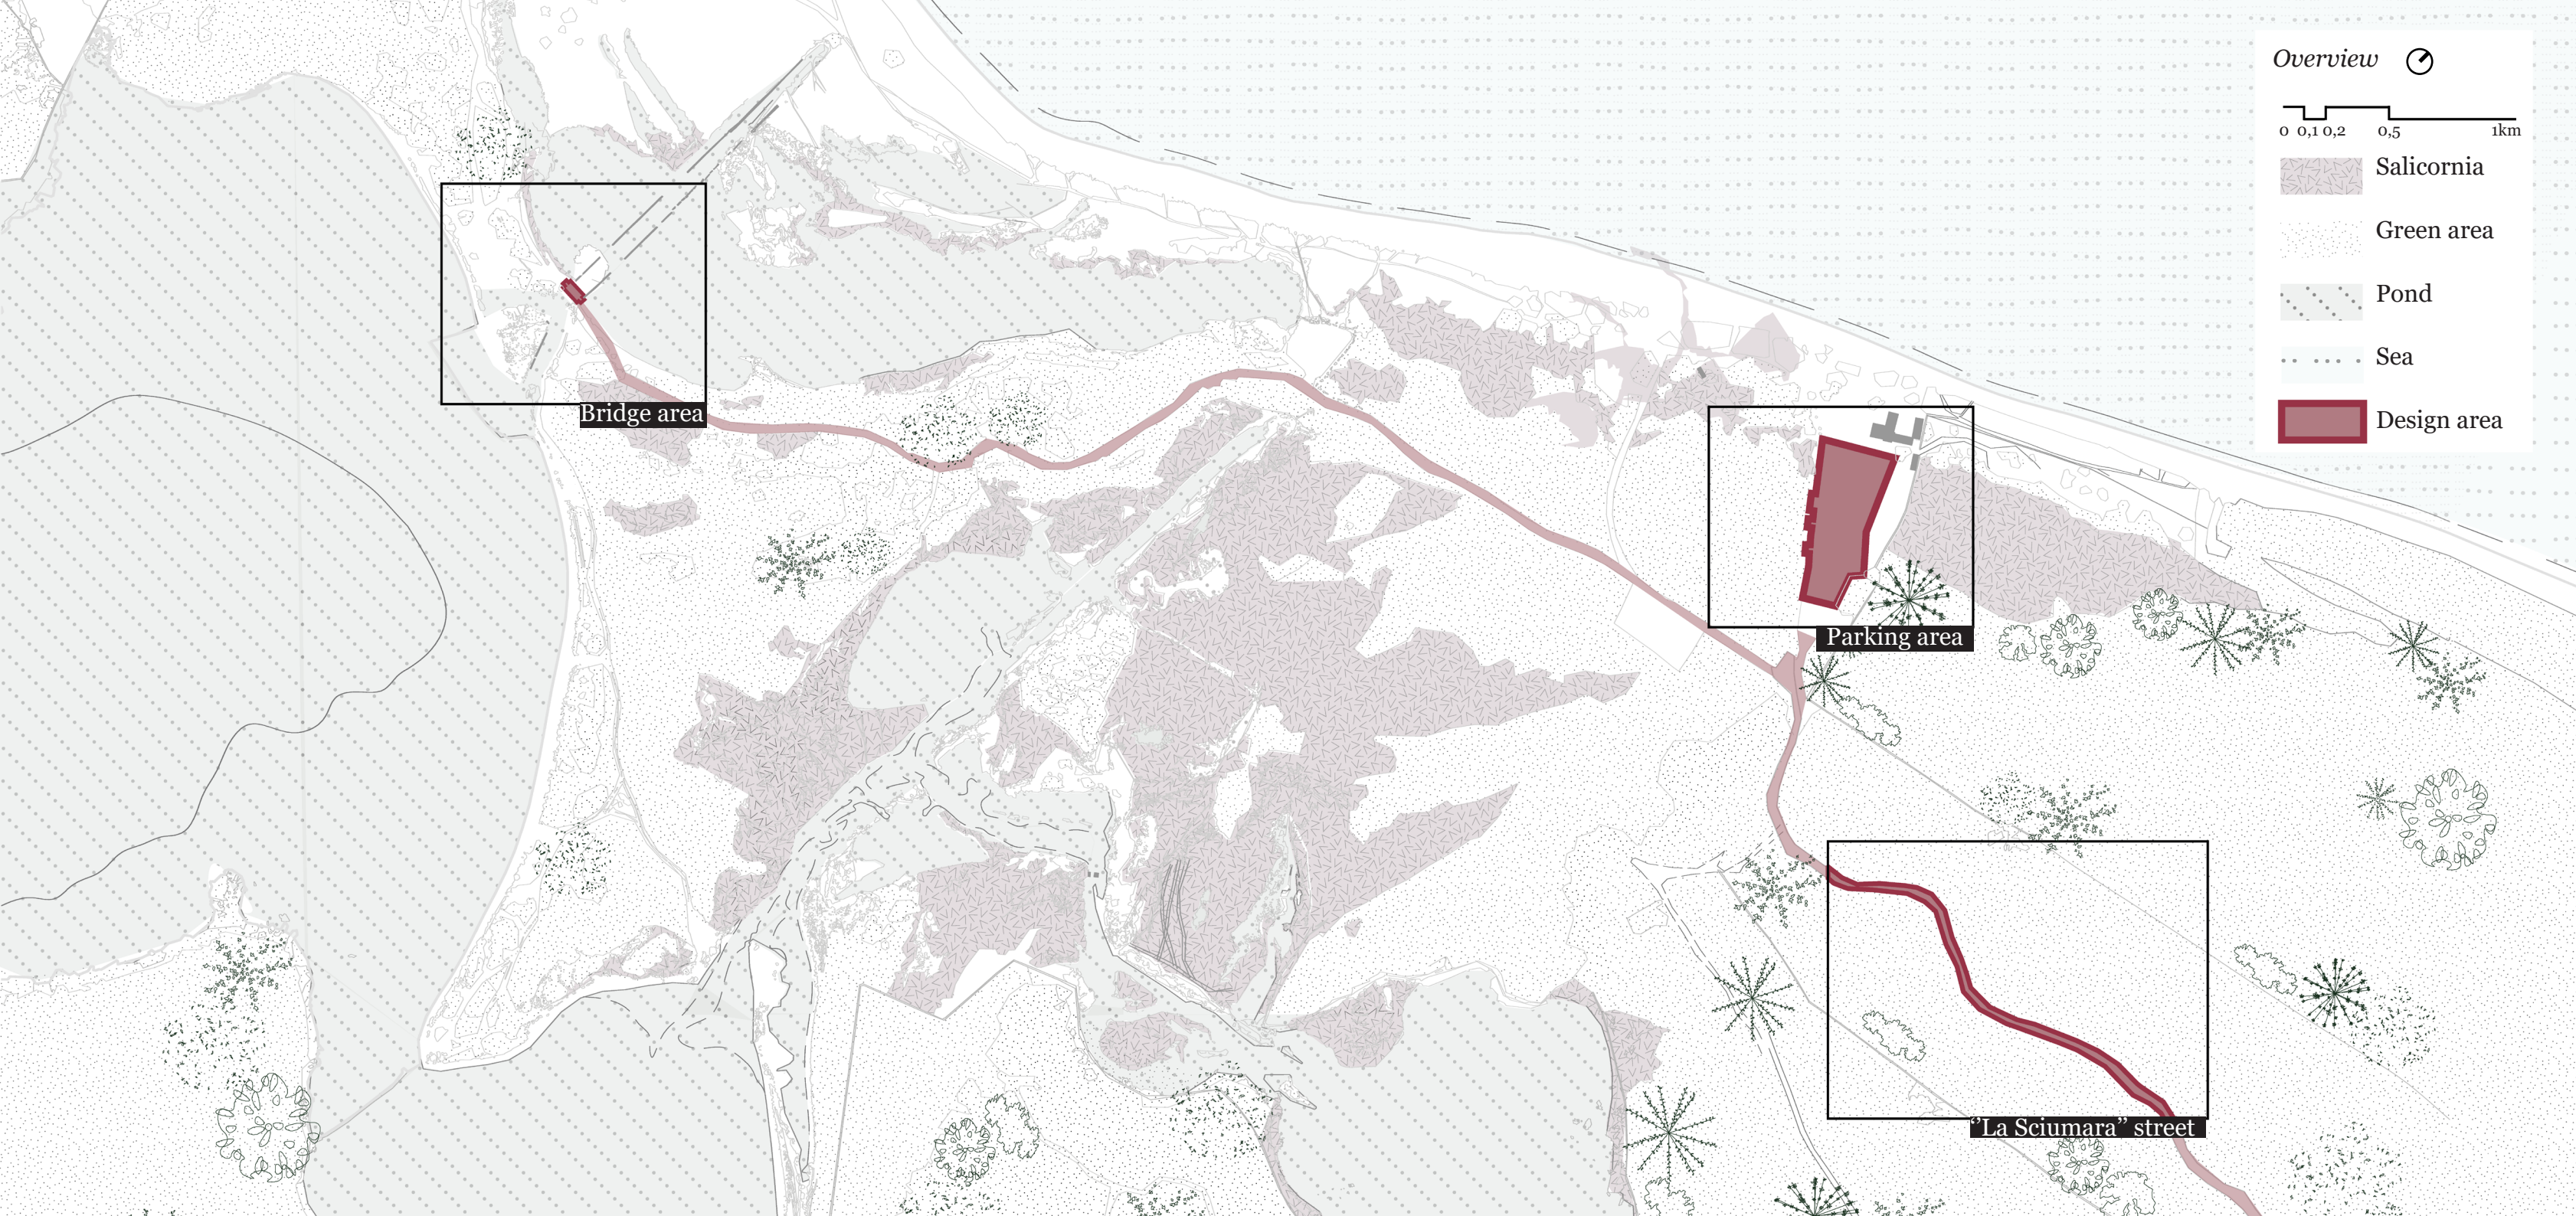 Overview
0 0,1 0,2 0,5 1km
Salicornia
Green area
Pond
Sea
Design area
Bridge area
Parking area
“La Sciumara” street